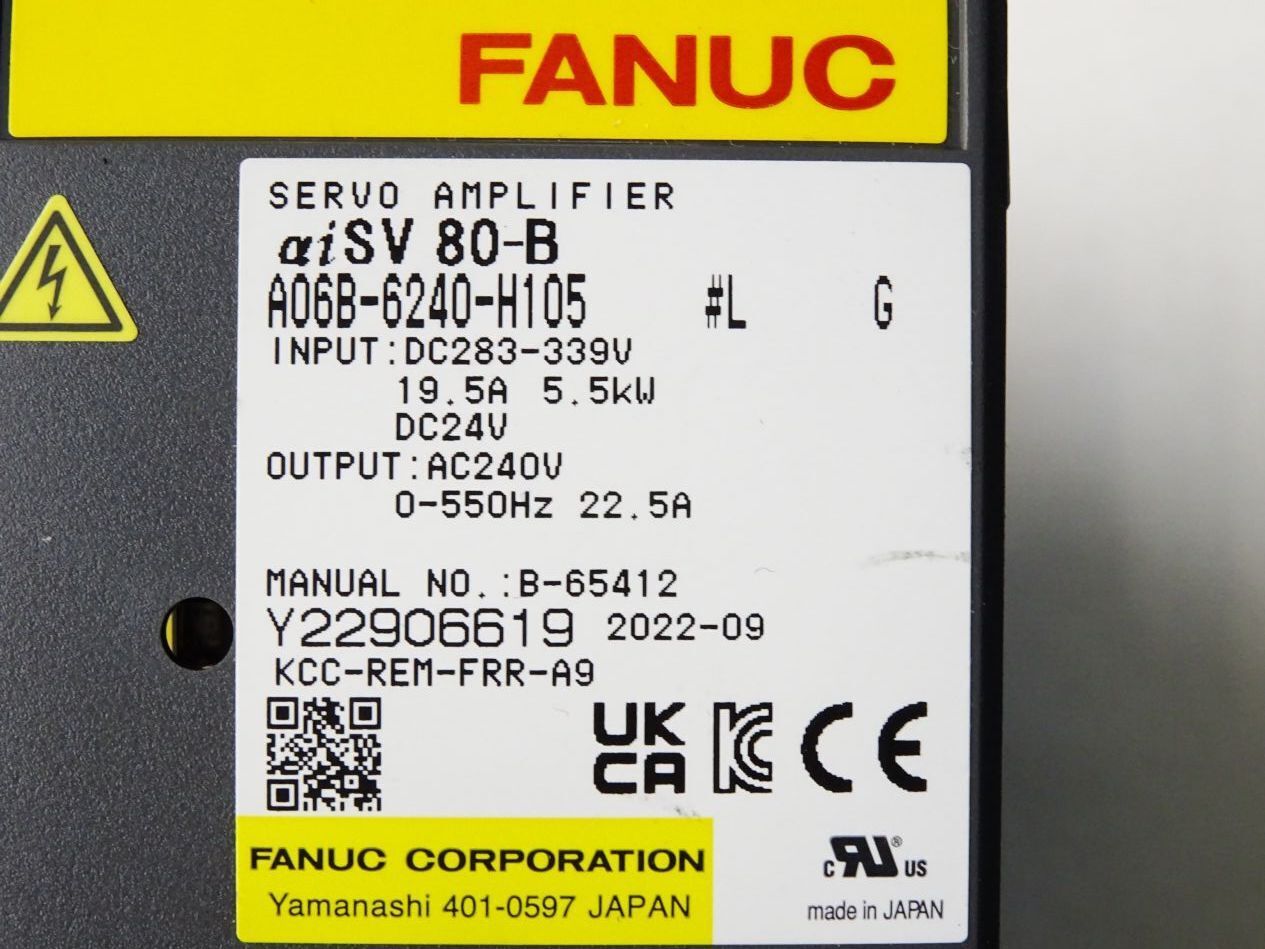 FANUC
SERVO AMPLIFIER
αiSV 80-B
A06B-6240-H105 #L G
INPUT:DC283-339V
19.5A 5.5kW
DC24V
OUTPUT:AC240V
0-550Hz 22.5A
MANUAL NO.:B-65412
Y22906619 2022-09
KCC-REM-FRR-A9
UK
CA
KC
CE
FANUC CORPORATION
Yamanashi 401-0597 JAPAN
c RU® US
made in JAPAN